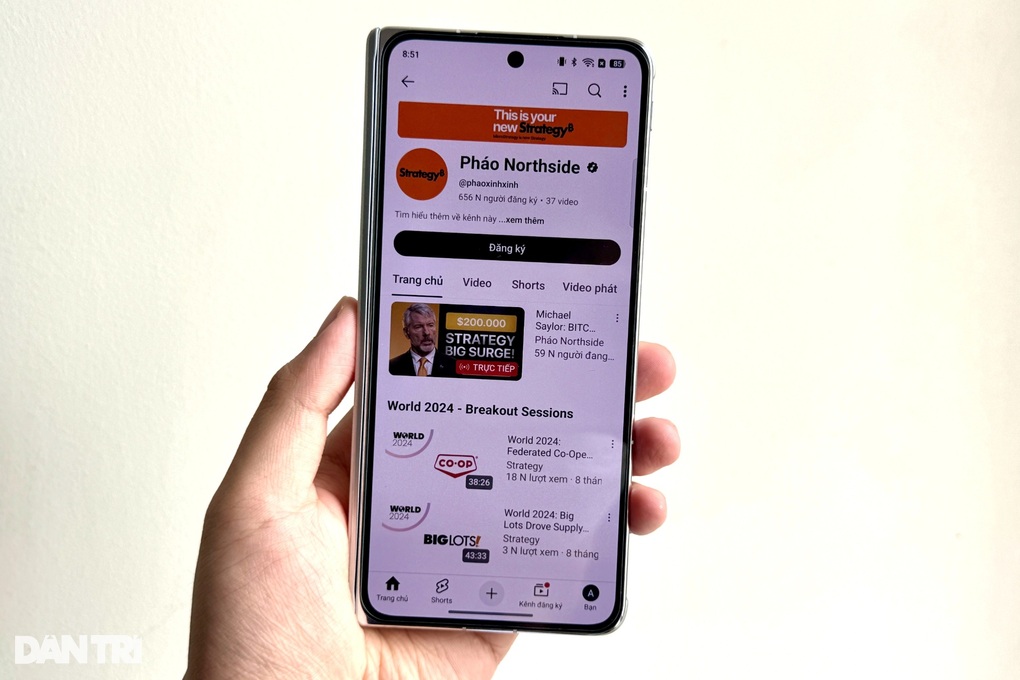 8:51
85
This is your
new Strategy₿
Strategy₿
Pháo Northside
@phaoxinhxinh
656 N người đăng ký • 37 video
Tìm hiểu thêm về kênh này ...xem thêm
Đăng ký
Trang chủ Video Shorts Video phát
$200.000
STRATEGY
BIG SURGE!
TRỰC TIẾP
Michael
Saylor: BITC...
Pháo Northside
59 N người đang...
World 2024 - Breakout Sessions
WORLD
2024
CO-OP
38:26
World 2024:
Federated Co-Ope...
Strategy
18 N lượt xem · 8 thán
WORLD
2024
BIG LOTS!
43:33
World 2024: Big
Lots Drove Supply...
Strategy
3 N lượt xem · 8 tháng
Trang chủ
Shorts
Kênh đăng ký
A
Bạn
DÂN TRÍ